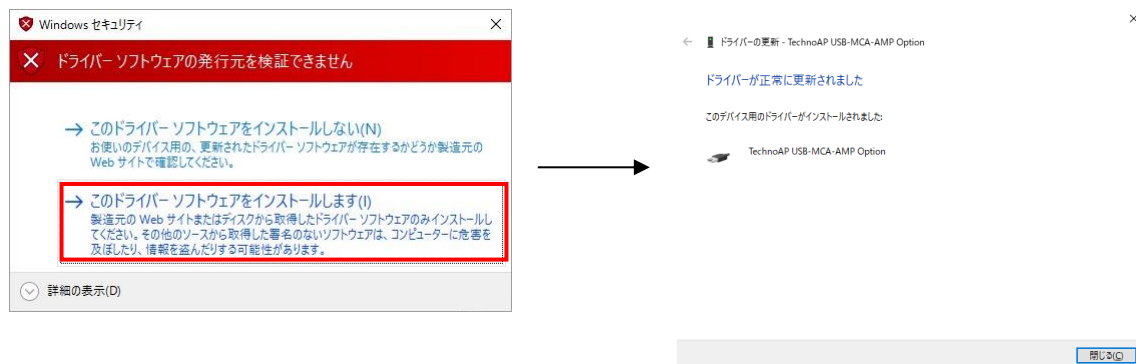 Windows セキュリティ
ドライバー ソフトウェアの発行元を検証できません
このドライバー ソフトウェアをインストールしない(N)
お使いのデバイス用の、更新されたドライバー ソフトウェアが存在するかどうか製造元の
Web サイトで確認してください。
このドライバー ソフトウェアをインストールします(I)
製造元の Web サイトまたはディスクから取得したドライバー ソフトウェアのみインストールし
てください。その他のソースから取得した署名のないソフトウェアは、コンピューターに危害を
及ぼしたり、情報を盗んだりする可能性があります。
詳細の表示(D)
ドライバーの更新 - TechnoAP USB-MCA-AMP Option
ドライバーが正常に更新されました
このデバイス用のドライバーがインストールされました:
TechnoAP USB-MCA-AMP Option
閉じる(C)